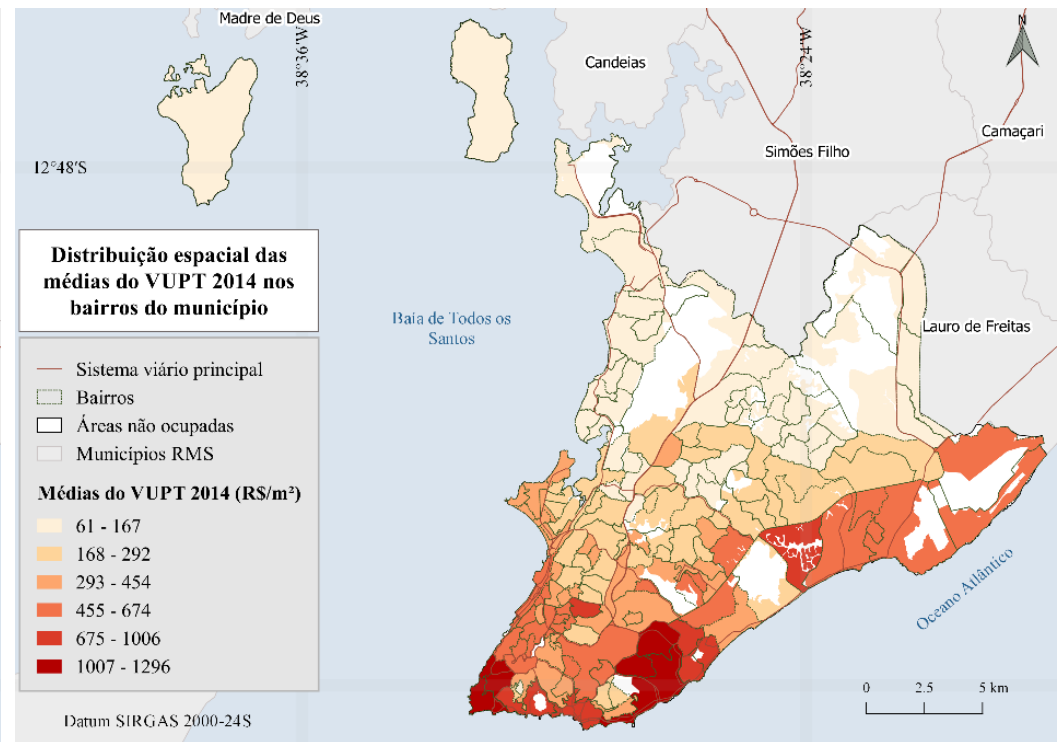 Madre de Deus
38°36'W
Candeias
38°24'W
N
Camaçari
Simões Filho
12°48'S
Distribuição espacial das
médias do VUPT 2014 nos
bairros do município
Baía de Todos os
Santos
Lauro de Freitas
Sistema viário principal
Bairros
Áreas não ocupadas
Municípios RMS
Médias do VUPT 2014 (R$/m²)
61 - 167
168 - 292
293 - 454
455 - 674
675 - 1006
1007 - 1296
Oceano Atlântico
0 2.5 5 km
Datum SIRGAS 2000-24S